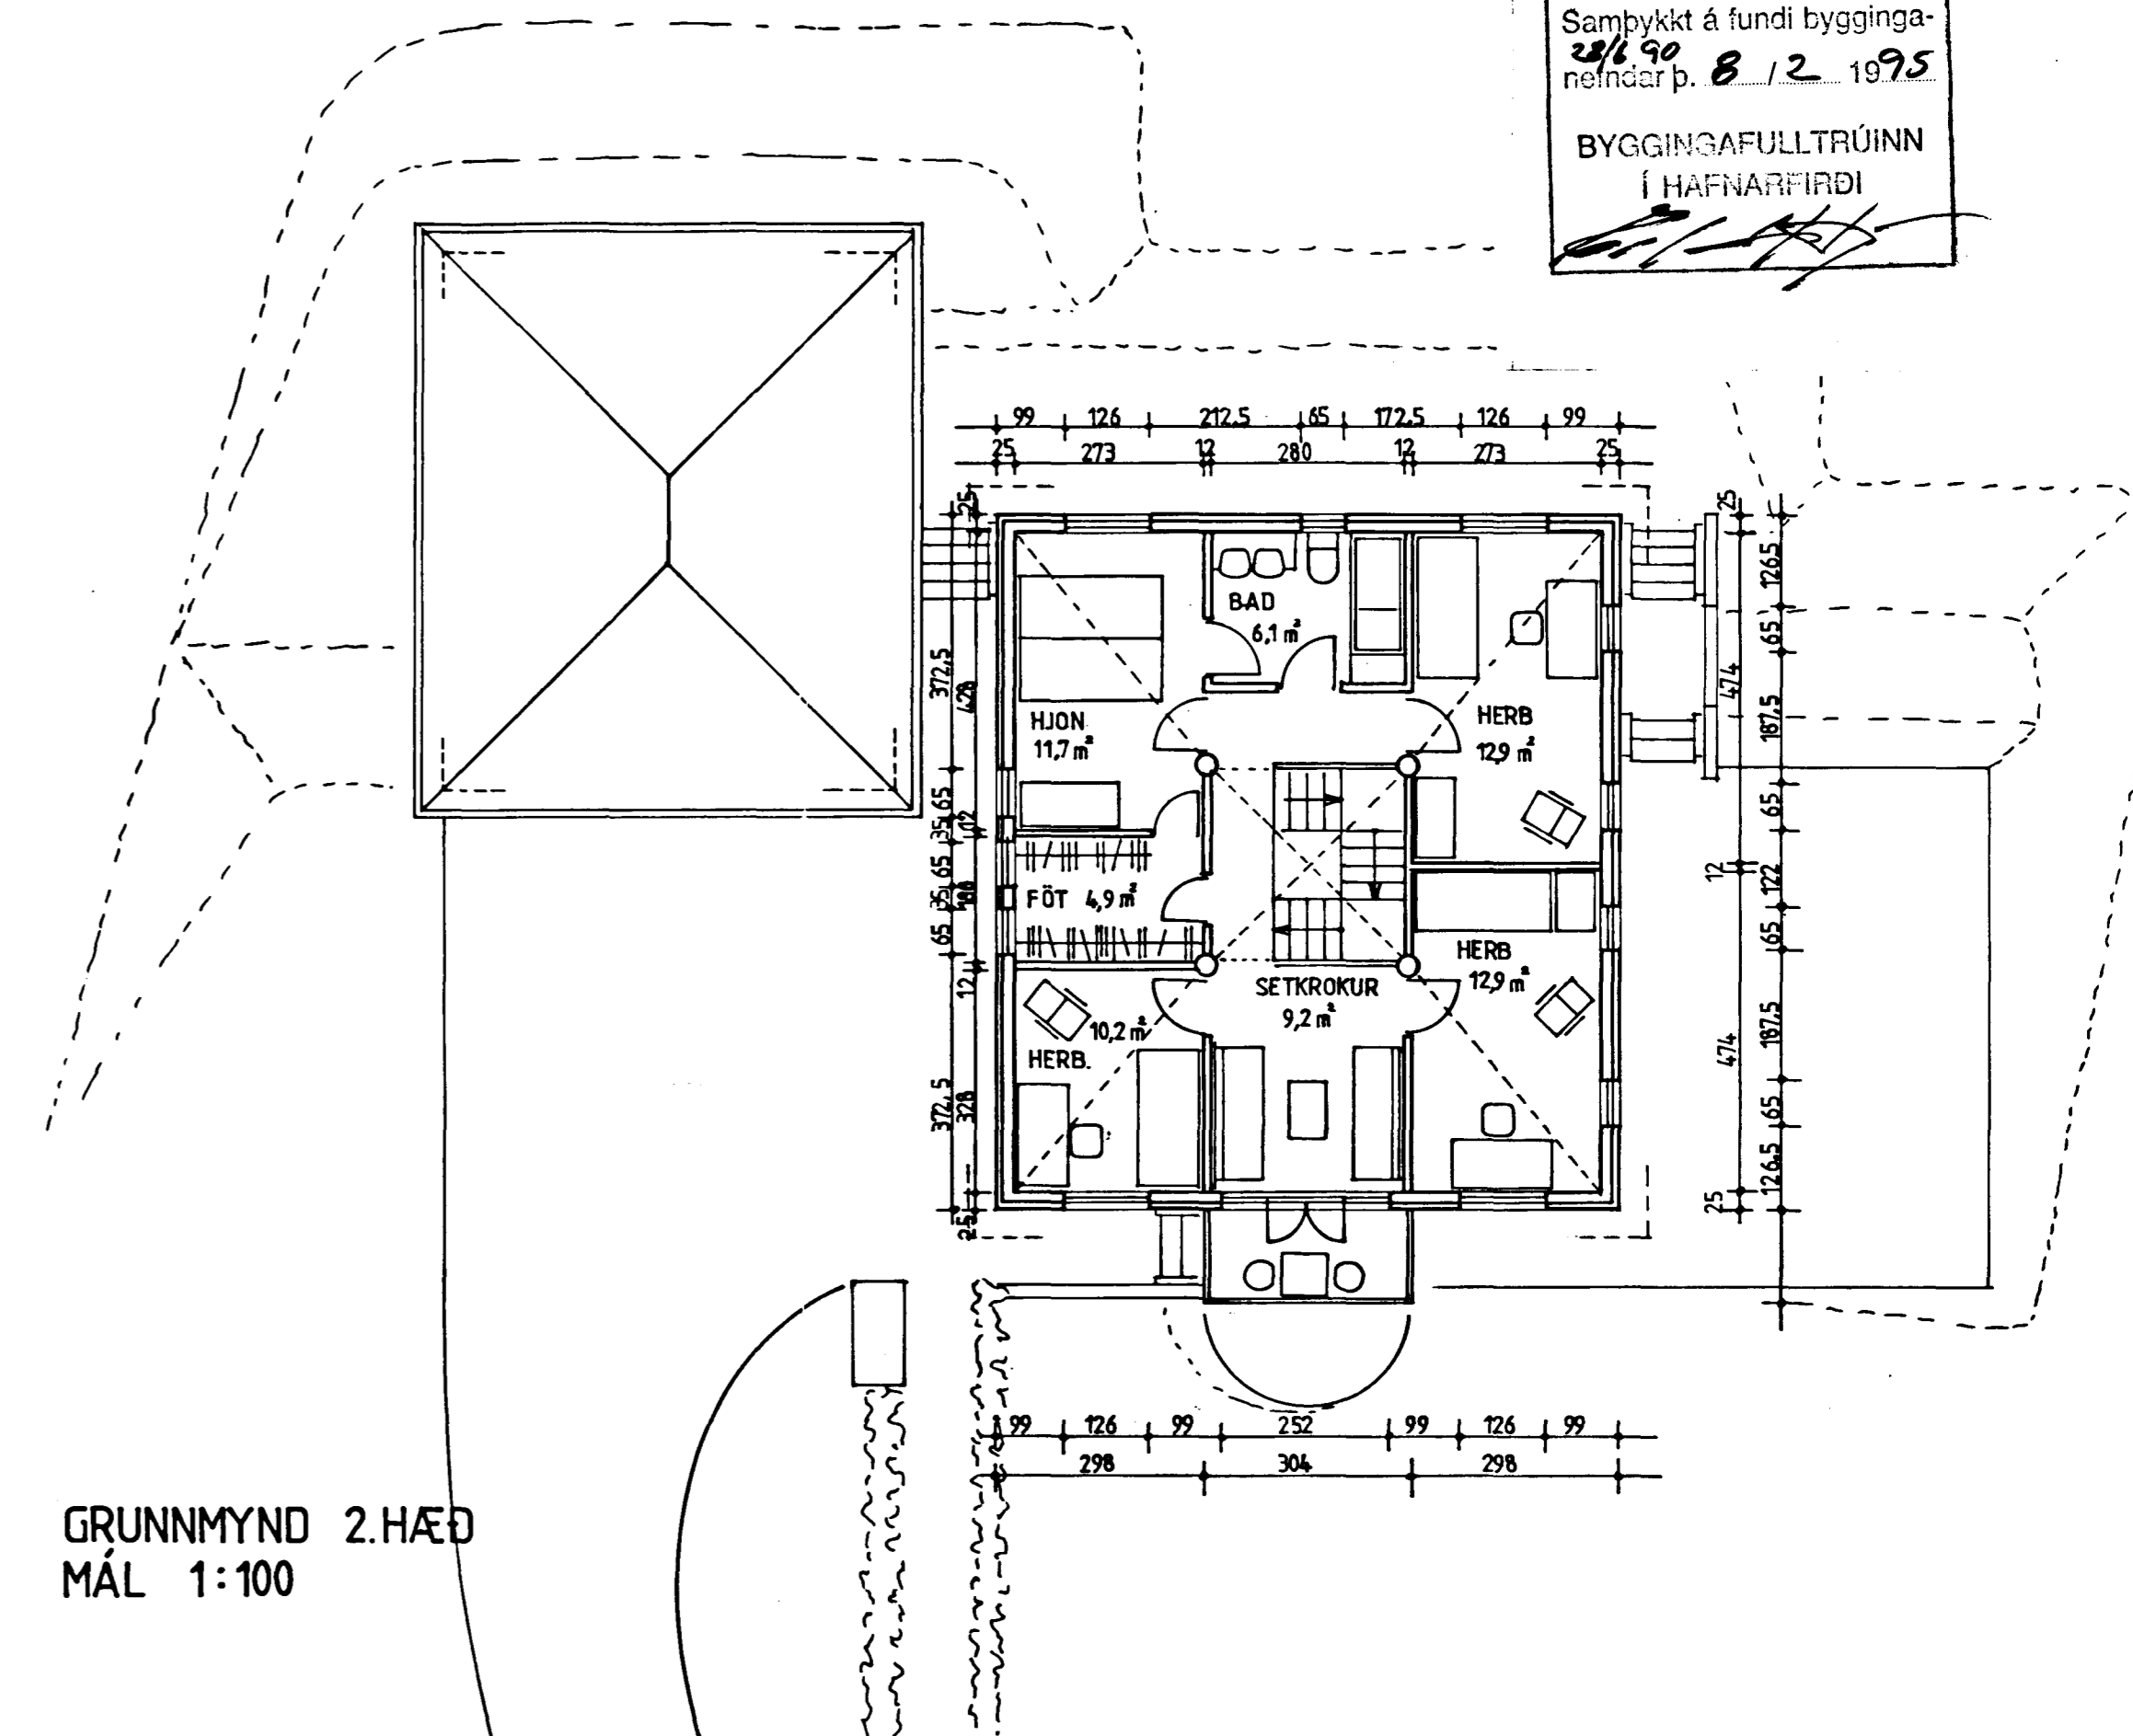 Samþykkt á fundi bygginga-
28/6 90
nefndar þ. 8 / 2 1995
BYGGINGAFULLTRÚINN
Í HAFNARFIRÐI
99 126 212,5 65 172,5 126 99
25 273 12 280 12 273 25
25
372,5
428
65
12
35
65
35
180
65
12
372,5
328
25
25
126,5
65
474
187,5
65
12
122
65
187,5
474
65
126,5
25
BAD
6,1 m²
HJON.
11,7 m²
HERB
12,9 m²
FÖT 4,9 m²
HERB
12,9 m²
SETKROKUR
9,2 m²
10,2 m²
HERB.
99 126 99 252 99 126 99
298 304 298
GRUNNMYND 2.HÆÐ
MÁL 1:100